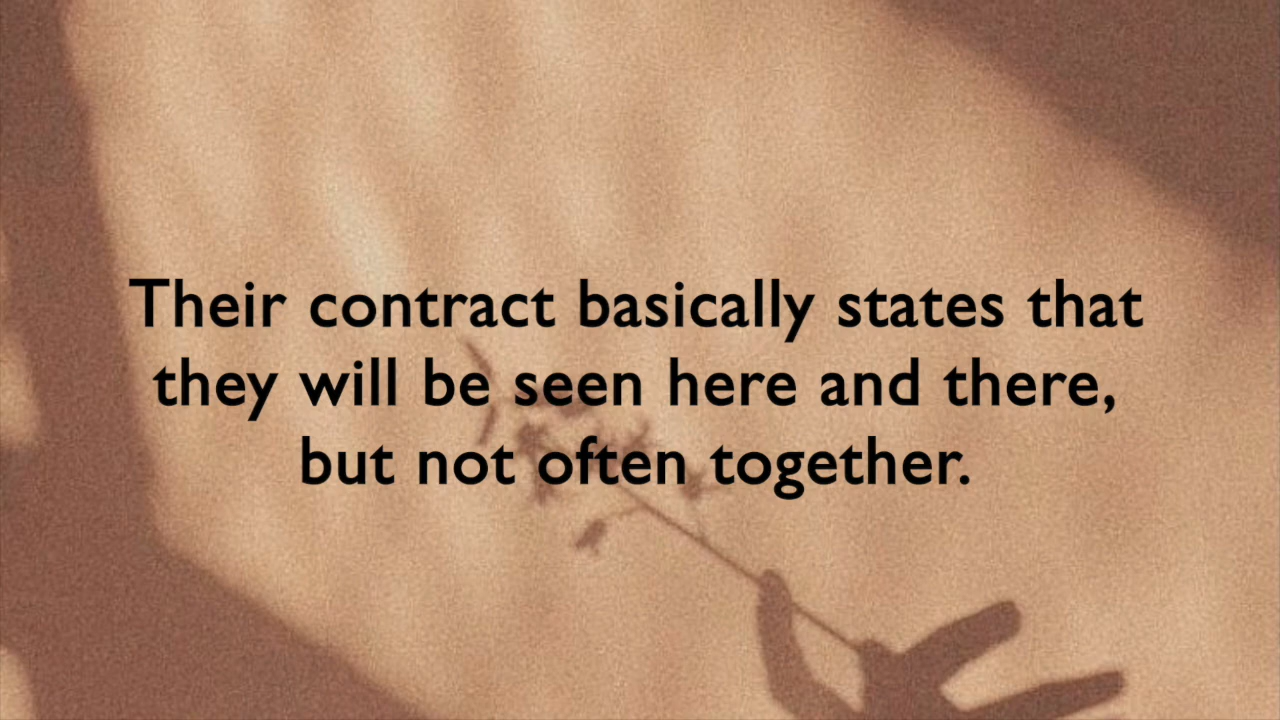 Their contract basically states that
they will be seen here and there,
but not often together.